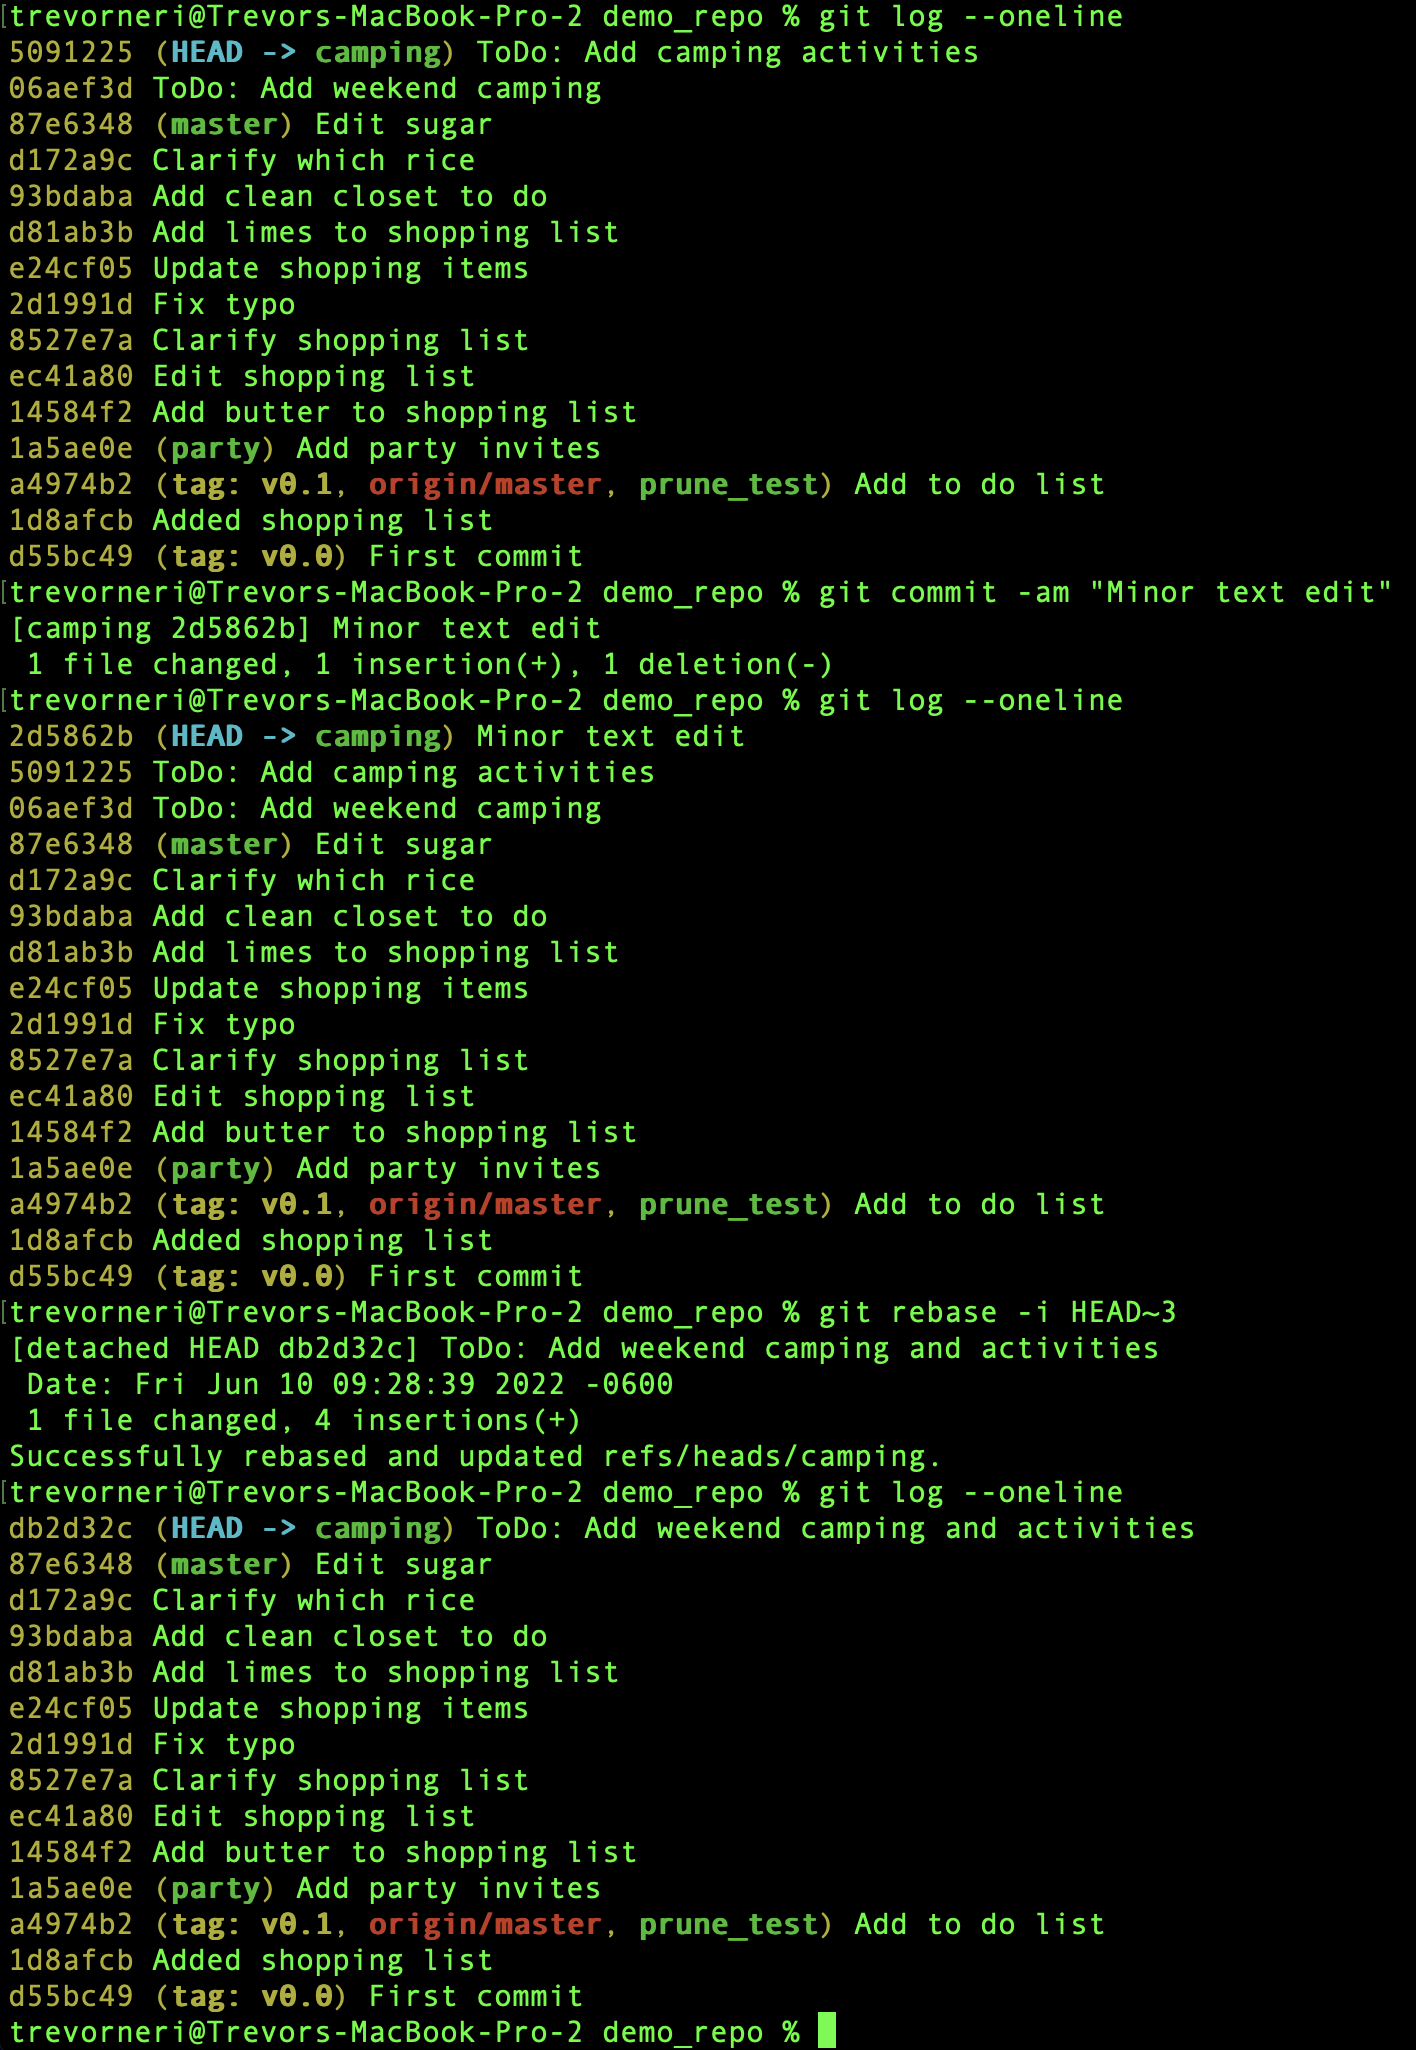 [trevorneri@Trevors-MacBook-Pro-2 demo_repo % git log --oneline
5091225 (HEAD -> camping) ToDo: Add camping activities
06aef3d ToDo: Add weekend camping
87e6348 (master) Edit sugar
d172a9c Clarify which rice
93bdaba Add clean closet to do
d81ab3b Add limes to shopping list
e24cf05 Update shopping items
2d1991d Fix typo
8527e7a Clarify shopping list
ec41a80 Edit shopping list
14584f2 Add butter to shopping list
1a5ae0e (party) Add party invites
a4974b2 (tag: v0.1, origin/master, prune_test) Add to do list
1d8afcb Added shopping list
d55bc49 (tag: v0.0) First commit
[trevorneri@Trevors-MacBook-Pro-2 demo_repo % git commit -am "Minor text edit"
[camping 2d5862b] Minor text edit
 1 file changed, 1 insertion(+), 1 deletion(-)
[trevorneri@Trevors-MacBook-Pro-2 demo_repo % git log --oneline
2d5862b (HEAD -> camping) Minor text edit
5091225 ToDo: Add camping activities
06aef3d ToDo: Add weekend camping
87e6348 (master) Edit sugar
d172a9c Clarify which rice
93bdaba Add clean closet to do
d81ab3b Add limes to shopping list
e24cf05 Update shopping items
2d1991d Fix typo
8527e7a Clarify shopping list
ec41a80 Edit shopping list
14584f2 Add butter to shopping list
1a5ae0e (party) Add party invites
a4974b2 (tag: v0.1, origin/master, prune_test) Add to do list
1d8afcb Added shopping list
d55bc49 (tag: v0.0) First commit
[trevorneri@Trevors-MacBook-Pro-2 demo_repo % git rebase -i HEAD~3
[detached HEAD db2d32c] ToDo: Add weekend camping and activities
 Date: Fri Jun 10 09:28:39 2022 -0600
 1 file changed, 4 insertions(+)
Successfully rebased and updated refs/heads/camping.
[trevorneri@Trevors-MacBook-Pro-2 demo_repo % git log --oneline
db2d32c (HEAD -> camping) ToDo: Add weekend camping and activities
87e6348 (master) Edit sugar
d172a9c Clarify which rice
93bdaba Add clean closet to do
d81ab3b Add limes to shopping list
e24cf05 Update shopping items
2d1991d Fix typo
8527e7a Clarify shopping list
ec41a80 Edit shopping list
14584f2 Add butter to shopping list
1a5ae0e (party) Add party invites
a4974b2 (tag: v0.1, origin/master, prune_test) Add to do list
1d8afcb Added shopping list
d55bc49 (tag: v0.0) First commit
trevorneri@Trevors-MacBook-Pro-2 demo_repo %